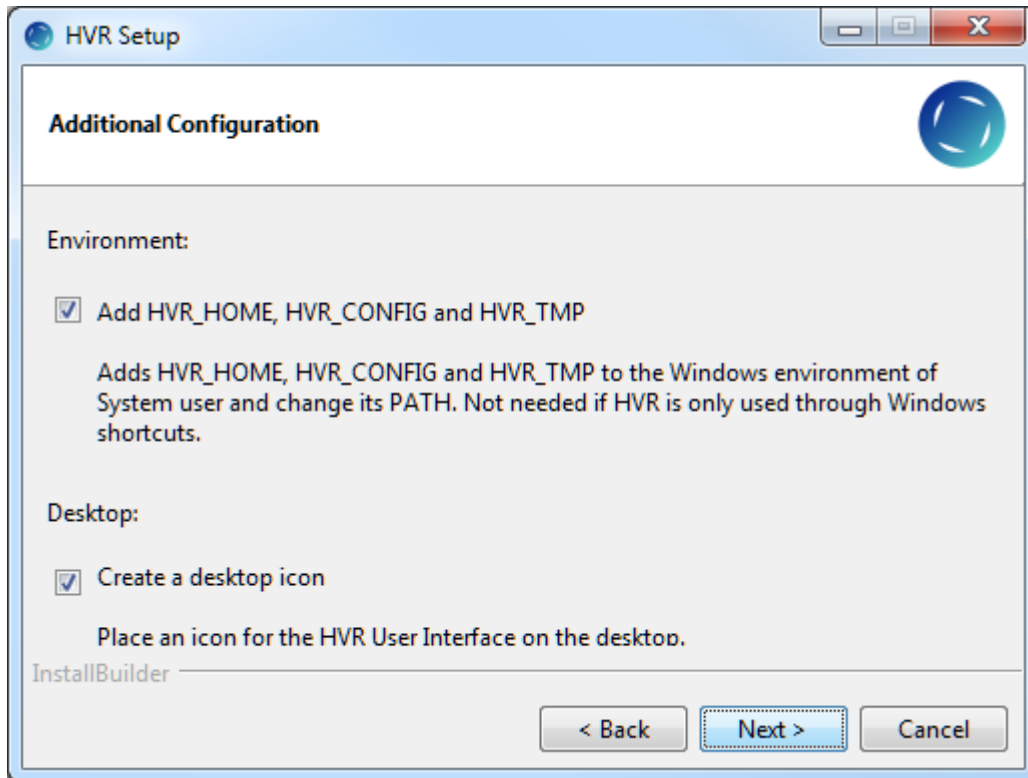 HVR Setup
Additional Configuration
Environment:
Add HVR_HOME, HVR_CONFIG and HVR_TMP
Adds HVR_HOME, HVR_CONFIG and HVR_TMP to the Windows environment of
System user and change its PATH. Not needed if HVR is only used through Windows
shortcuts.
Desktop:
Create a desktop icon
Place an icon for the HVR User Interface on the desktop.
InstallBuilder
< Back Next > Cancel